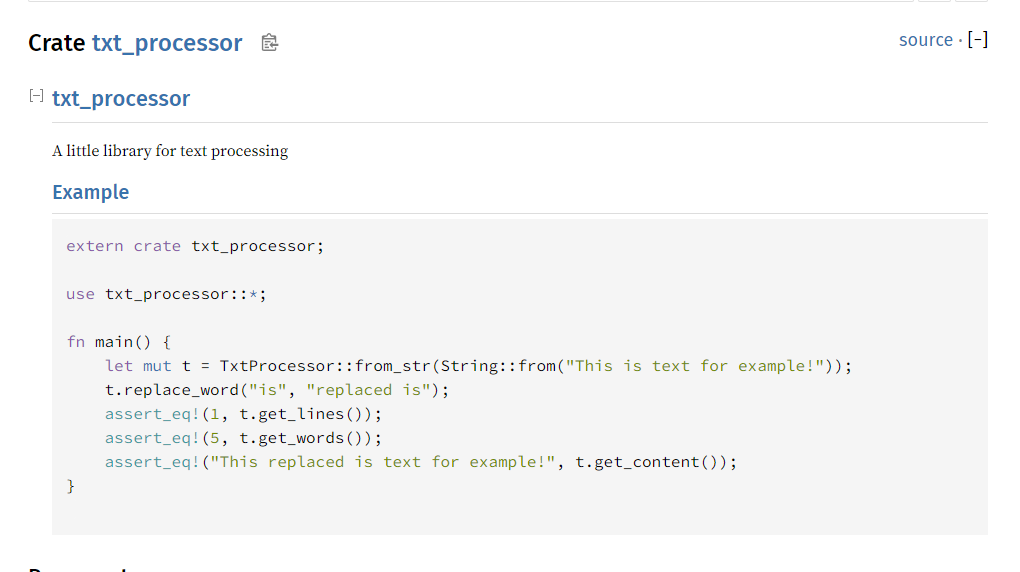 Crate txt_processor
source · [-]
[-] txt_processor
A little library for text processing
Example
extern crate txt_processor;
use txt_processor::*;
fn main() {
    let mut t = TxtProcessor::from_str(String::from("This is text for example!"));
    t.replace_word("is", "replaced is");
    assert_eq!(1, t.get_lines());
    assert_eq!(5, t.get_words());
    assert_eq!("This replaced is text for example!", t.get_content());
}